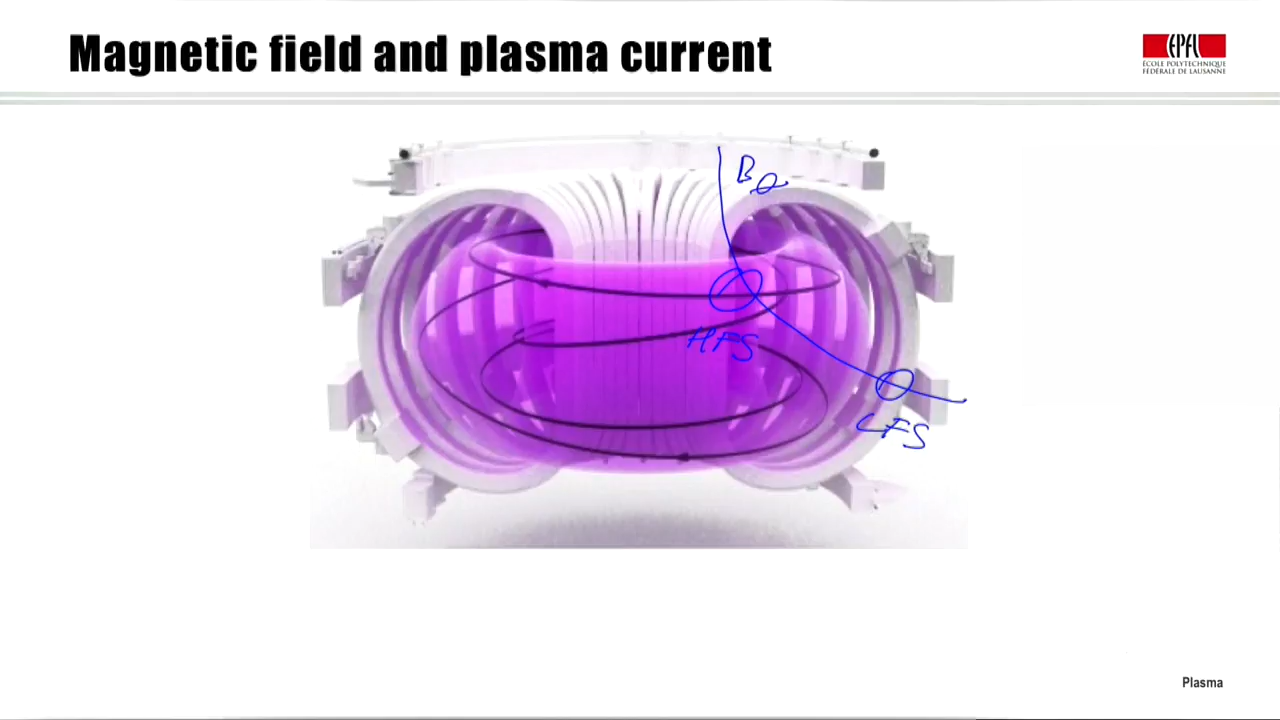 Magnetic field and plasma current
EPFL
ÉCOLE POLYTECHNIQUE
FÉDÉRALE DE LAUSANNE
Bθ
HFS
LFS
Plasma